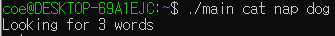 coe@DESKTOP-69A1EJC:~$ ./main cat nap dog
Looking for 3 words